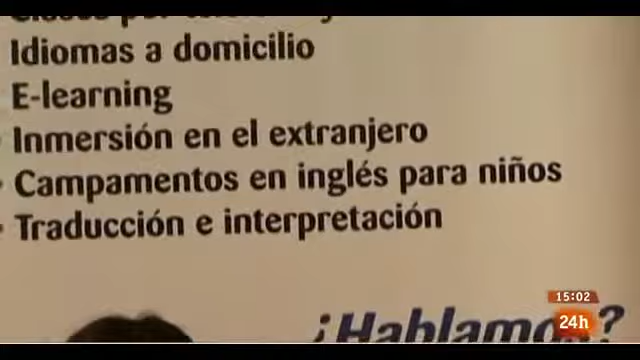 Idiomas a domicilio
E-learning
Inmersión en el extranjero
· Campamentos en inglés para niños
· Traducción e interpretación
15:02
24h